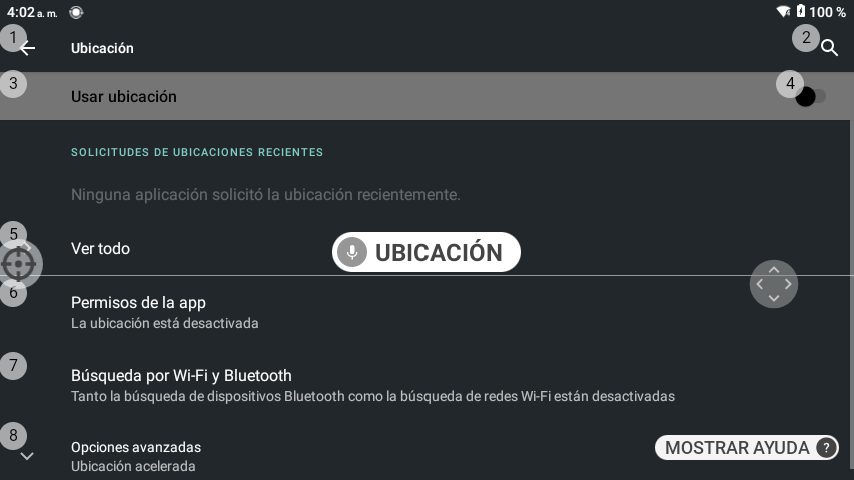 4:02 a. m.
100 %
1
Ubicación
2
3
Usar ubicación
4
SOLICITUDES DE UBICACIONES RECIENTES
Ninguna aplicación solicitó la ubicación recientemente.
5
Ver todo
UBICACIÓN
6
Permisos de la app
La ubicación está desactivada
7
Búsqueda por Wi-Fi y Bluetooth
Tanto la búsqueda de dispositivos Bluetooth como la búsqueda de redes Wi-Fi están desactivadas
8
Opciones avanzadas
Ubicación acelerada
MOSTRAR AYUDA ?